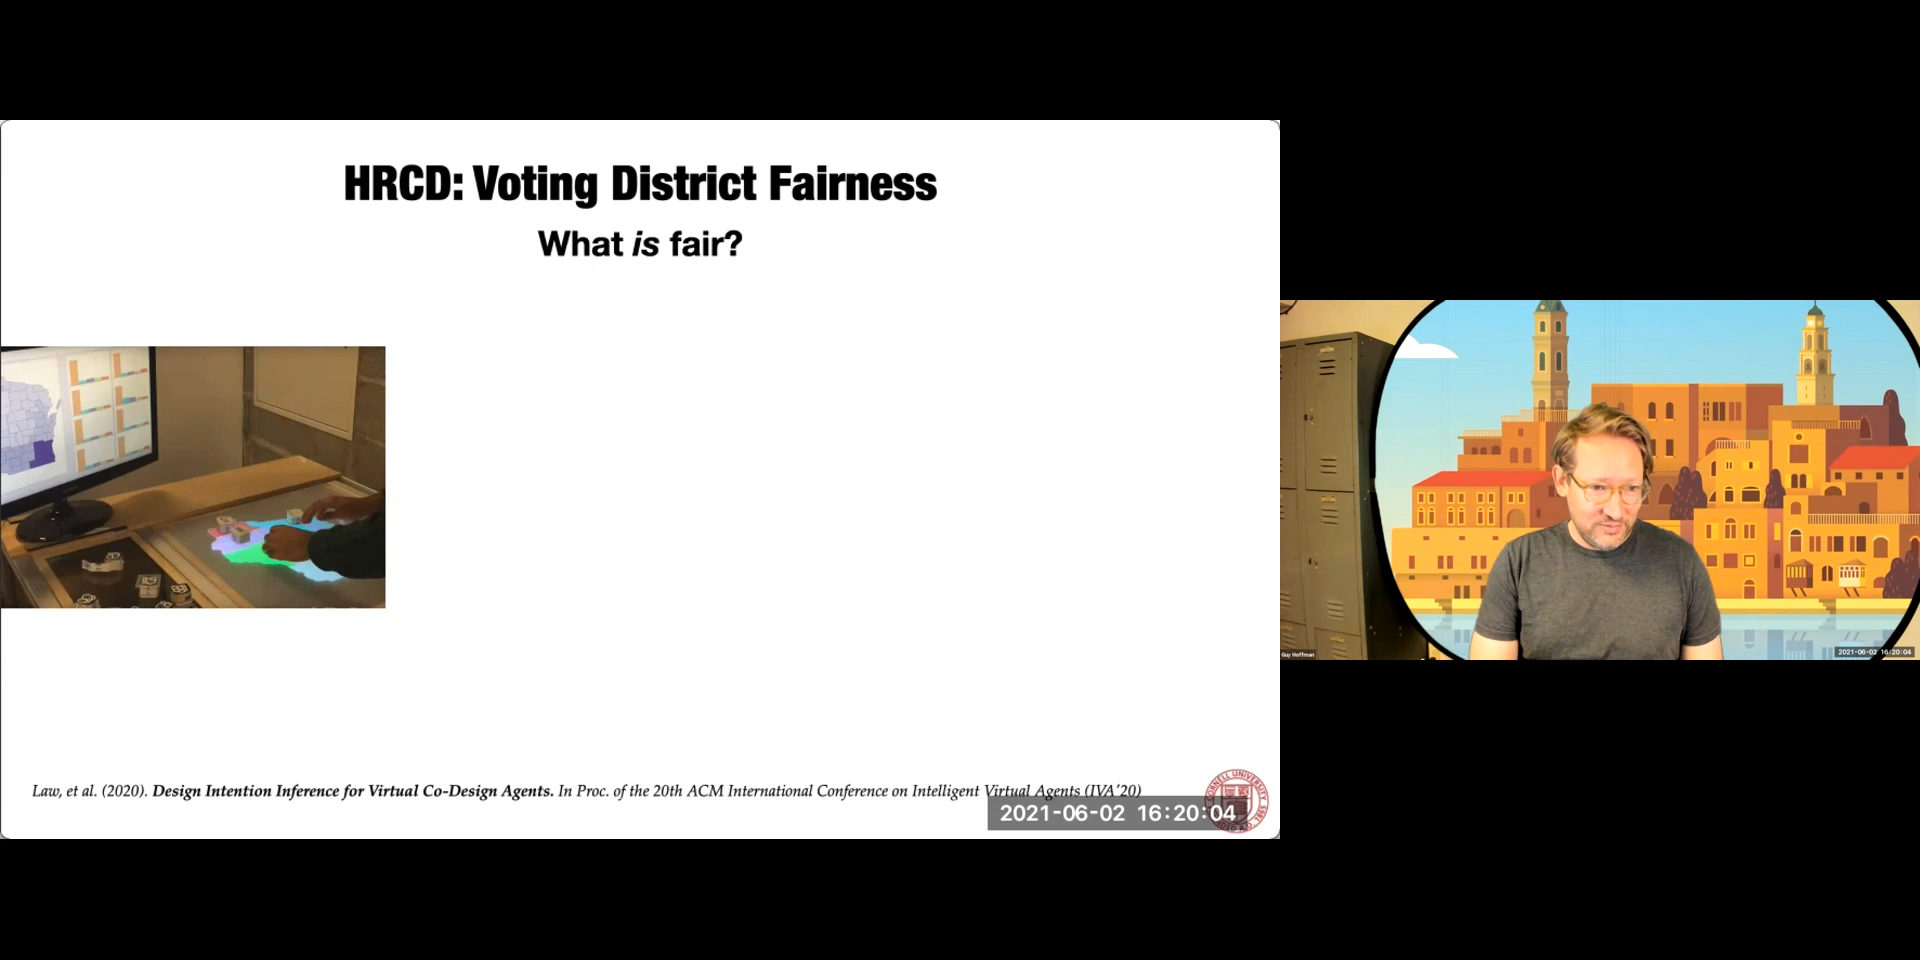 HRCD: Voting District Fairness
What is fair?
Law, et al. (2020). Design Intention Inference for Virtual Co-Design Agents. In Proc. of the 20th ACM International Conference on Intelligent Virtual Agents (IVA'20)
2021-06-02 16:20:04
CORNELL UNIVERSITY
Guy Hoffman
2021-06-02 16:20:04